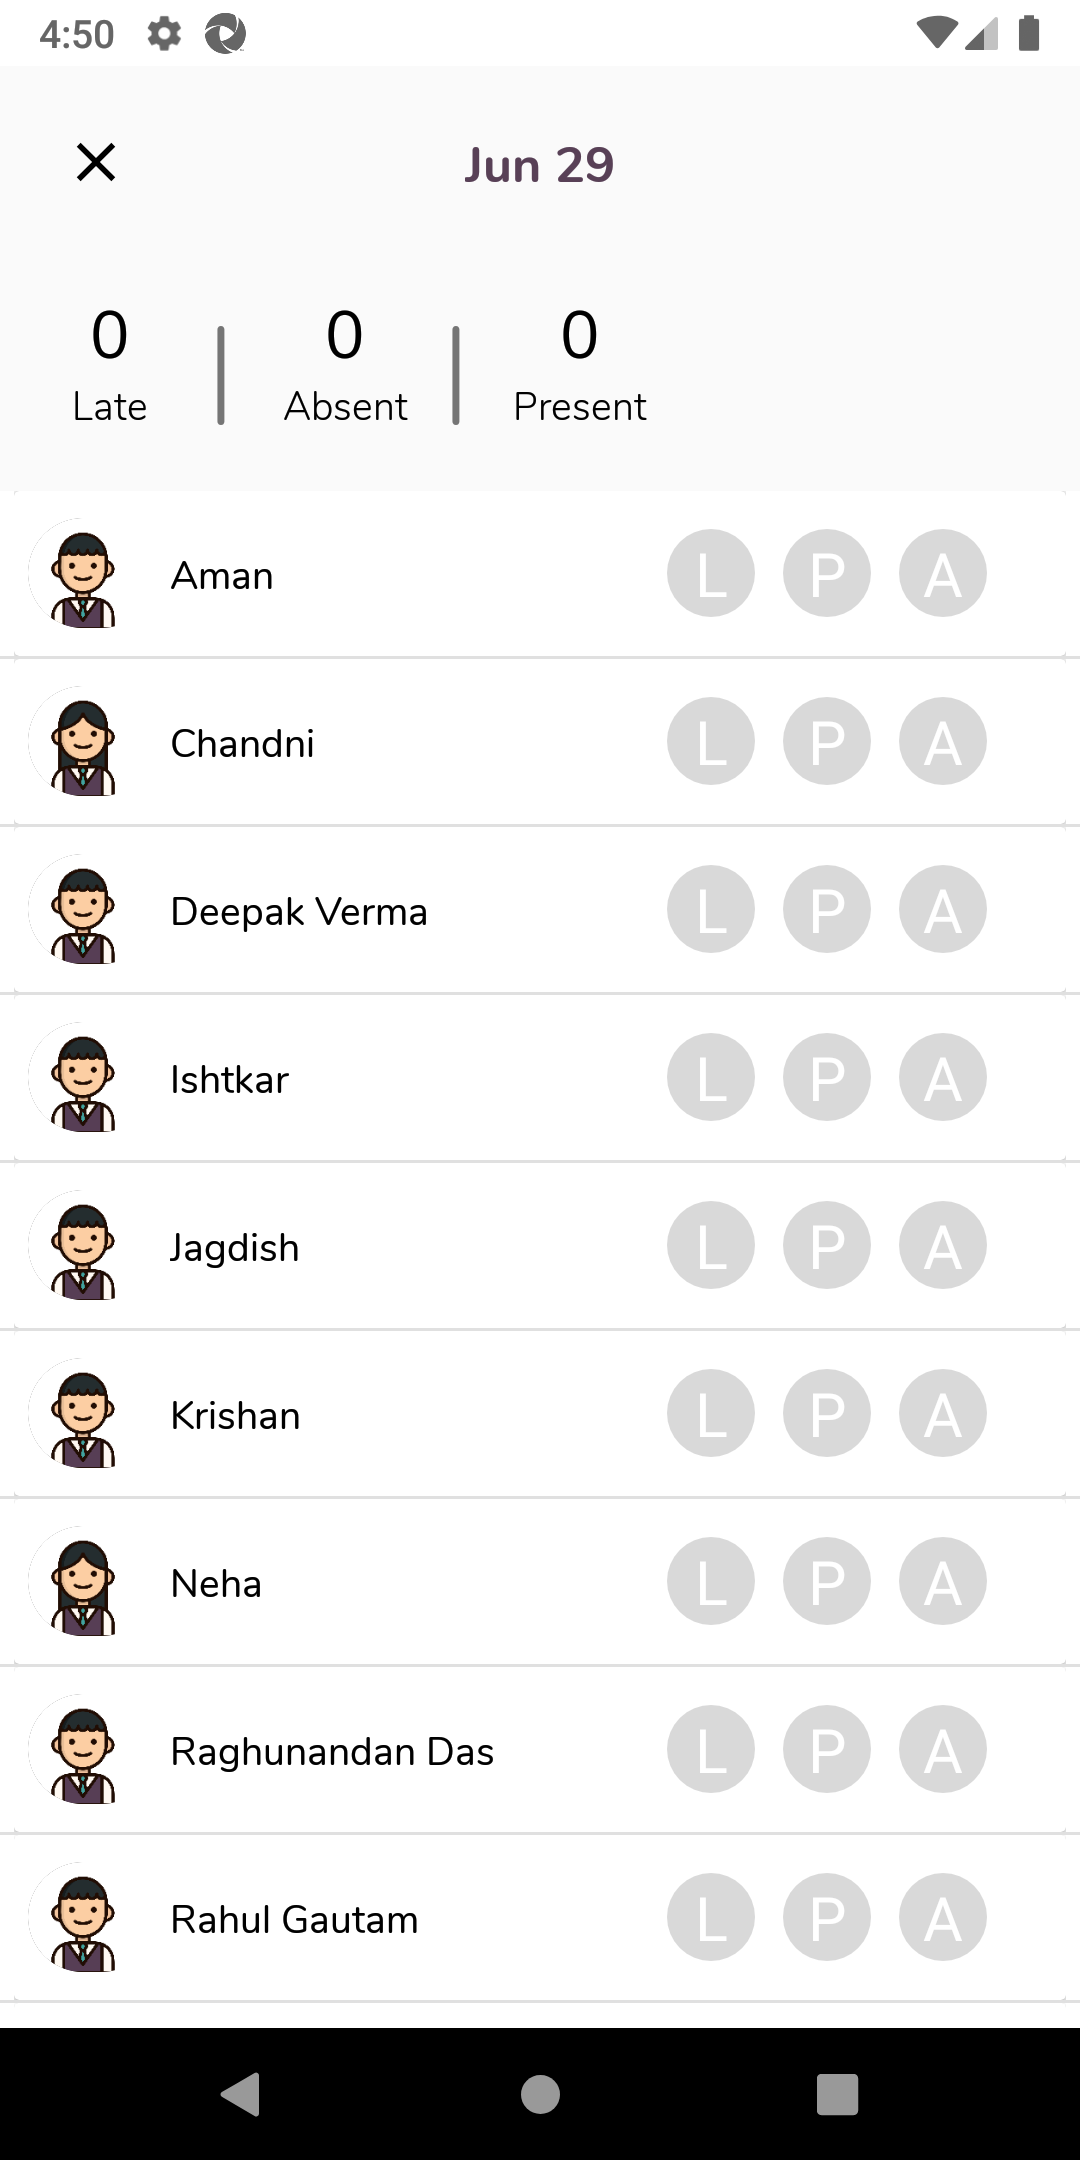 4:50
Jun 29
0 0 0
Late Absent Present
Aman L P A
Chandni L P A
Deepak Verma L P A
Ishtkar L P A
Jagdish L P A
Krishan L P A
Neha L P A
Raghunandan Das L P A
Rahul Gautam L P A